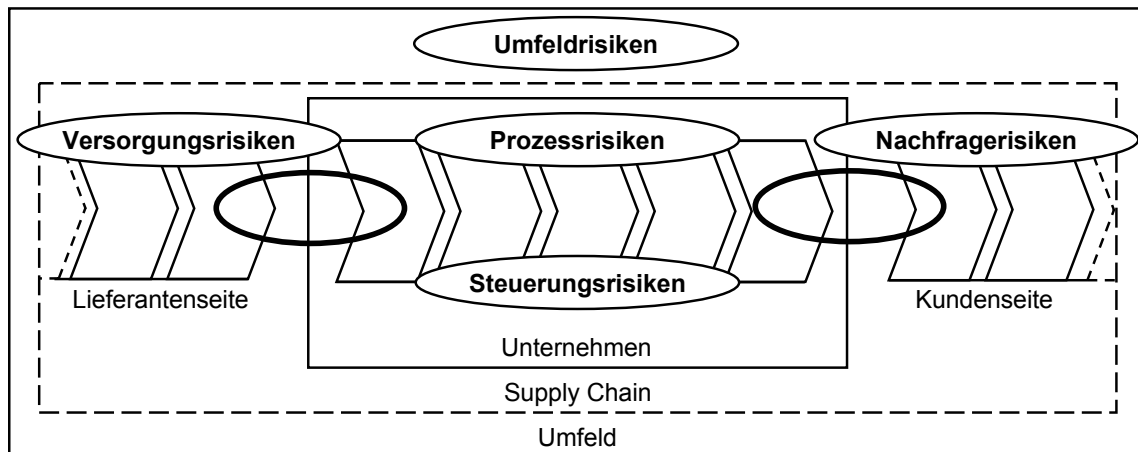 Umfeldrisiken
Versorgungsrisiken
Prozessrisiken
Nachfragerisiken
Steuerungsrisiken
Lieferantenseite
Kundenseite
Unternehmen
Supply Chain
Umfeld